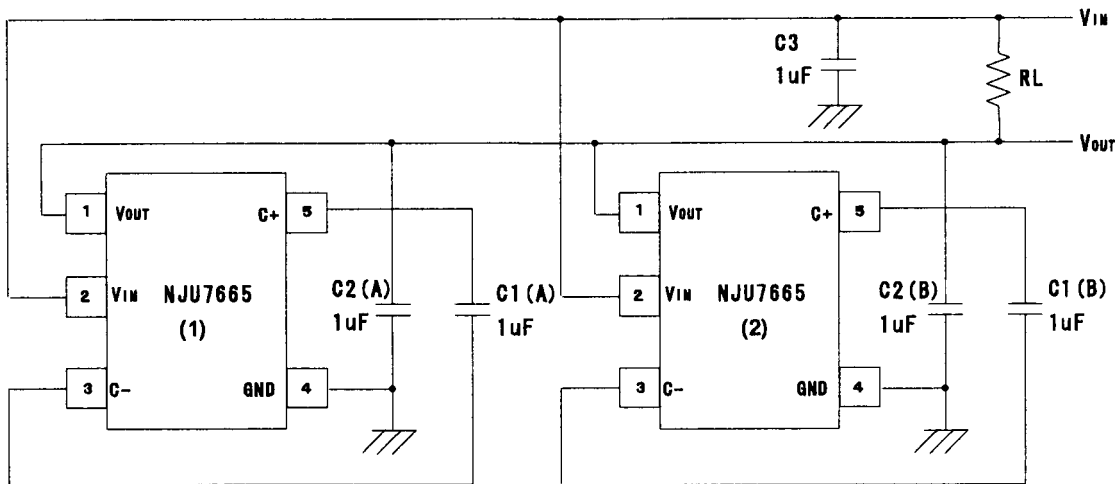 VIN
C3
1uF
RL
VOUT
1
VOUT
C+
5
2
VIN
NJU7665
(1)
3
C-
GND
4
C2(A)
1uF
C1(A)
1uF
1
VOUT
C+
5
2
VIN
NJU7665
(2)
3
C-
GND
4
C2(B)
1uF
C1(B)
1uF